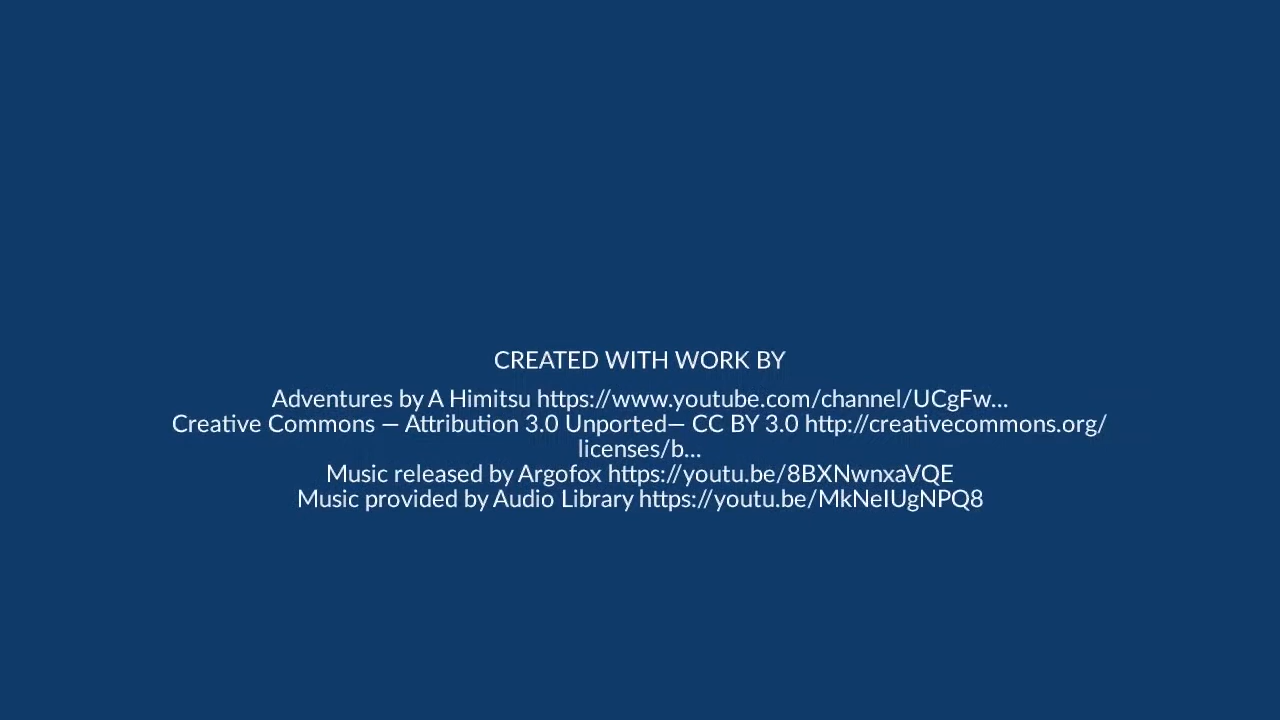 CREATED WITH WORK BY
Adventures by A Himitsu https://www.youtube.com/channel/UCgFw...
Creative Commons — Attribution 3.0 Unported— CC BY 3.0 http://creativecommons.org/
licenses/b...
Music released by Argofox https://youtu.be/8BXNwnxaVQE
Music provided by Audio Library https://youtu.be/MkNeIUgNPQ8